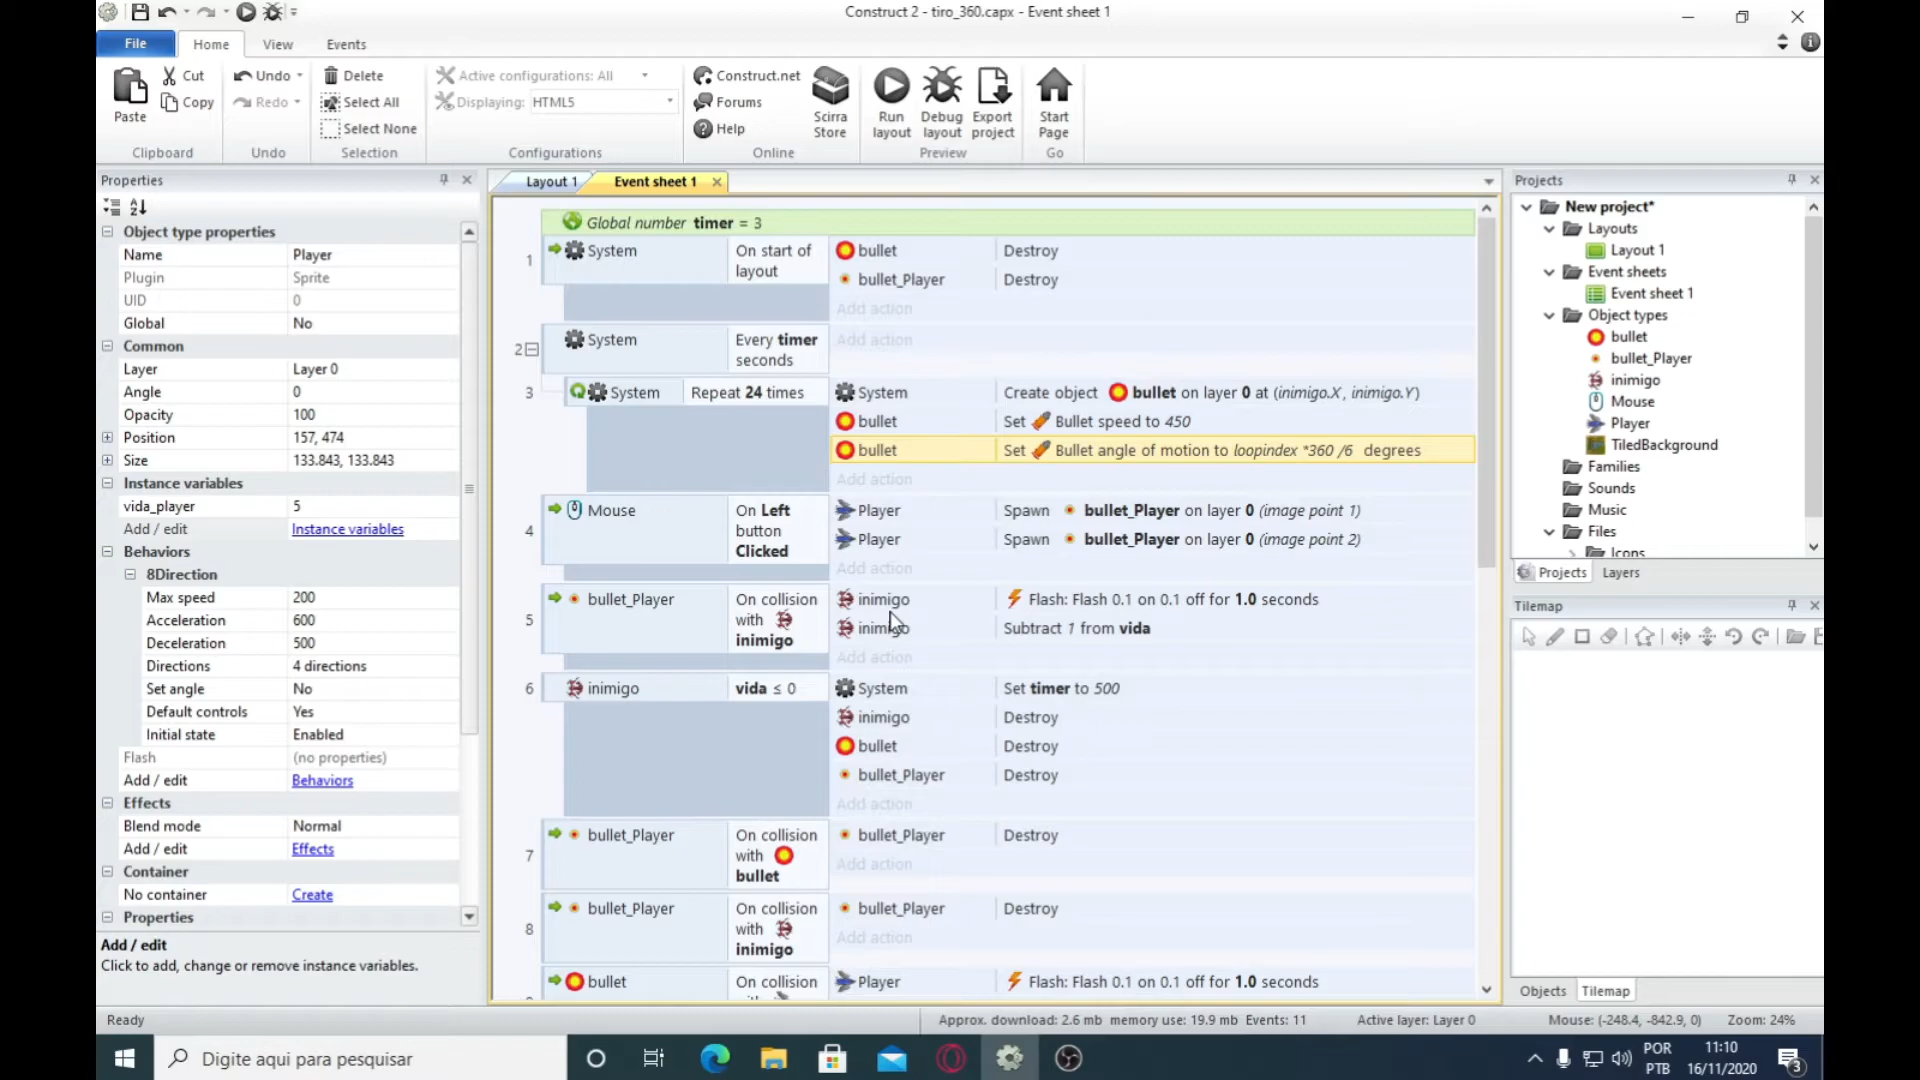 Construct 2 - tiro_360.capx - Event sheet 1
File Home View Events
Paste Cut Copy Clipboard
Undo Redo Undo
Delete Select All Select None Selection
Active configurations: All
Displaying: HTML5
Configurations
Construct.net Forums Help
Scirra Store
Online
Run layout Debug layout Export project
Preview
Start Page
Go
Properties
Object type properties
Name Player
Plugin Sprite
UID 0
Global No
Common
Layer Layer 0
Angle 0
Opacity 100
Position 157, 474
Size 133.843, 133.843
Instance variables
vida_player 5
Add / edit Instance variables
Behaviors
8Direction
Max speed 200
Acceleration 600
Deceleration 500
Directions 4 directions
Set angle No
Default controls Yes
Initial state Enabled
Flash (no properties)
Add / edit Behaviors
Effects
Blend mode Normal
Add / edit Effects
Container
No container Create
Properties
Add / edit
Click to add, change or remove instance variables.
Layout 1 Event sheet 1
Global number timer = 3
1 System On start of layout bullet Destroy
bullet_Player Destroy
Add action
2 System Every timer seconds Add action
3 System Repeat 24 times System Create object bullet on layer 0 at (inimigo.X, inimigo.Y)
bullet Set Bullet speed to 450
bullet Set Bullet angle of motion to loopindex *360 /6 degrees
Add action
4 Mouse On Left button Clicked Player Spawn bullet_Player on layer 0 (image point 1)
Player Spawn bullet_Player on layer 0 (image point 2)
Add action
5 bullet_Player On collision with inimigo inimigo Flash: Flash 0.1 on 0.1 off for 1.0 seconds
inimigo Subtract 1 from vida
Add action
6 inimigo vida ≤ 0 System Set timer to 500
inimigo Destroy
bullet Destroy
bullet_Player Destroy
Add action
7 bullet_Player On collision with bullet bullet_Player Destroy
Add action
8 bullet_Player On collision with inimigo bullet_Player Destroy
Add action
bullet On collision Player Flash: Flash 0.1 on 0.1 off for 1.0 seconds
Projects
New project*
Layouts
Layout 1
Event sheets
Event sheet 1
Object types
bullet
bullet_Player
inimigo
Mouse
Player
TiledBackground
Families
Sounds
Music
Files
Icons
Projects Layers
Tilemap
Objects Tilemap
Ready Approx. download: 2.6 mb memory use: 19.9 mb Events: 11 Active layer: Layer 0 Mouse: (-248.4, -842.9, 0) Zoom: 24%
Digite aqui para pesquisar
POR
PTB
11:10
16/11/2020
3